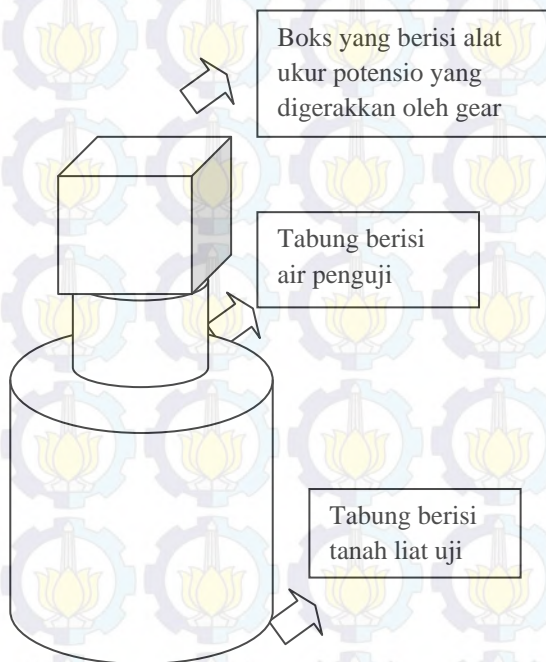 Boks yang berisi alat
ukur potensio yang
digerakkan oleh gear
Tabung berisi
air penguji
Tabung berisi
tanah liat uji